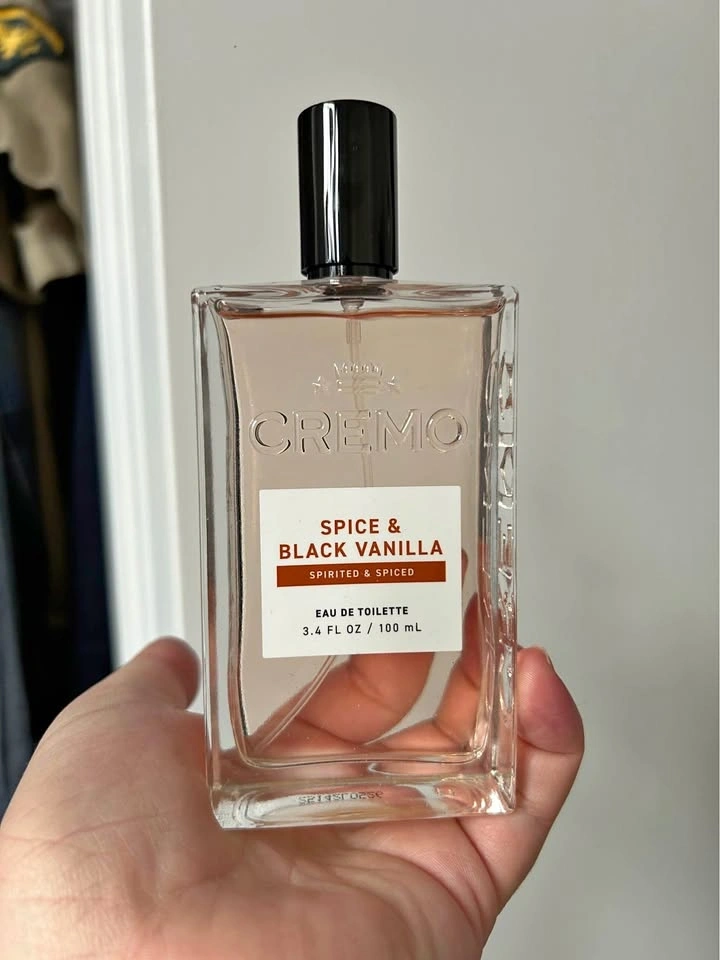 CREMO
SPICE &
BLACK VANILLA
SPIRITED & SPICED
EAU DE TOILETTE
3.4 FL OZ / 100 mL